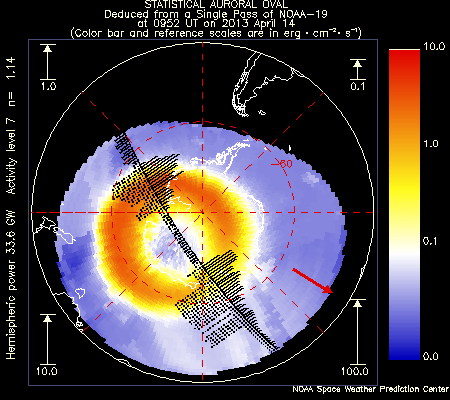 STATISTICAL AURORAL OVAL
Deduced from a Single Pass of NOAA-19
at 0952 UT on 2013 April 14
(Color bar and reference scales are in erg · cm⁻² · s⁻¹)
Hemispheric power 33.6 GW Activity level 7 n= 1.14
1.0
0.1
10.0
100.0
-60
10.0
1.0
0.1
0.0
NOAA Space Weather Prediction Center